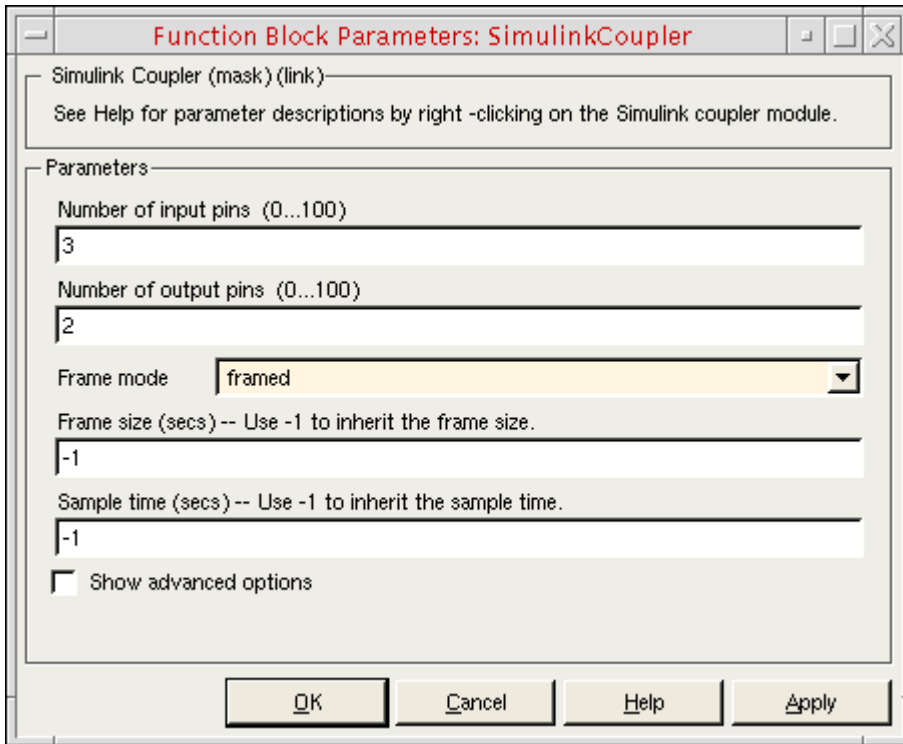 Function Block Parameters: SimulinkCoupler
Simulink Coupler (mask) (link)
See Help for parameter descriptions by right -clicking on the Simulink coupler module.
Parameters
Number of input pins (0...100)
3
Number of output pins (0...100)
2
Frame mode framed
Frame size (secs) -- Use -1 to inherit the frame size.
-1
Sample time (secs) -- Use -1 to inherit the sample time.
-1
Show advanced options
OK Cancel Help Apply